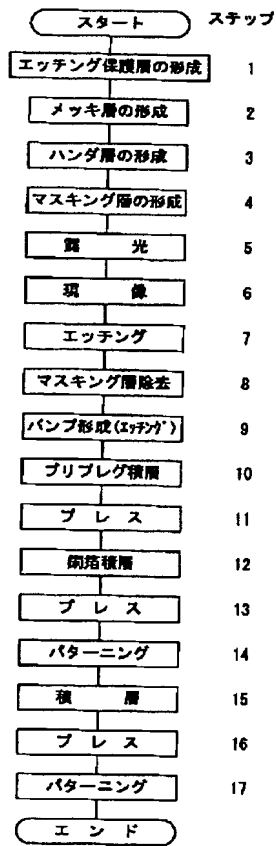 スタート ステップ
エッチング保護層の形成 1
メッキ層の形成 2
ハンダ層の形成 3
マスキング層の形成 4
露光 5
現像 6
エッチング 7
マスキング層除去 8
バンプ形成(エッチング) 9
プリプレグ積層 10
プレス 11
銅箔積層 12
プレス 13
パターニング 14
積層 15
プレス 16
パターニング 17
エンド